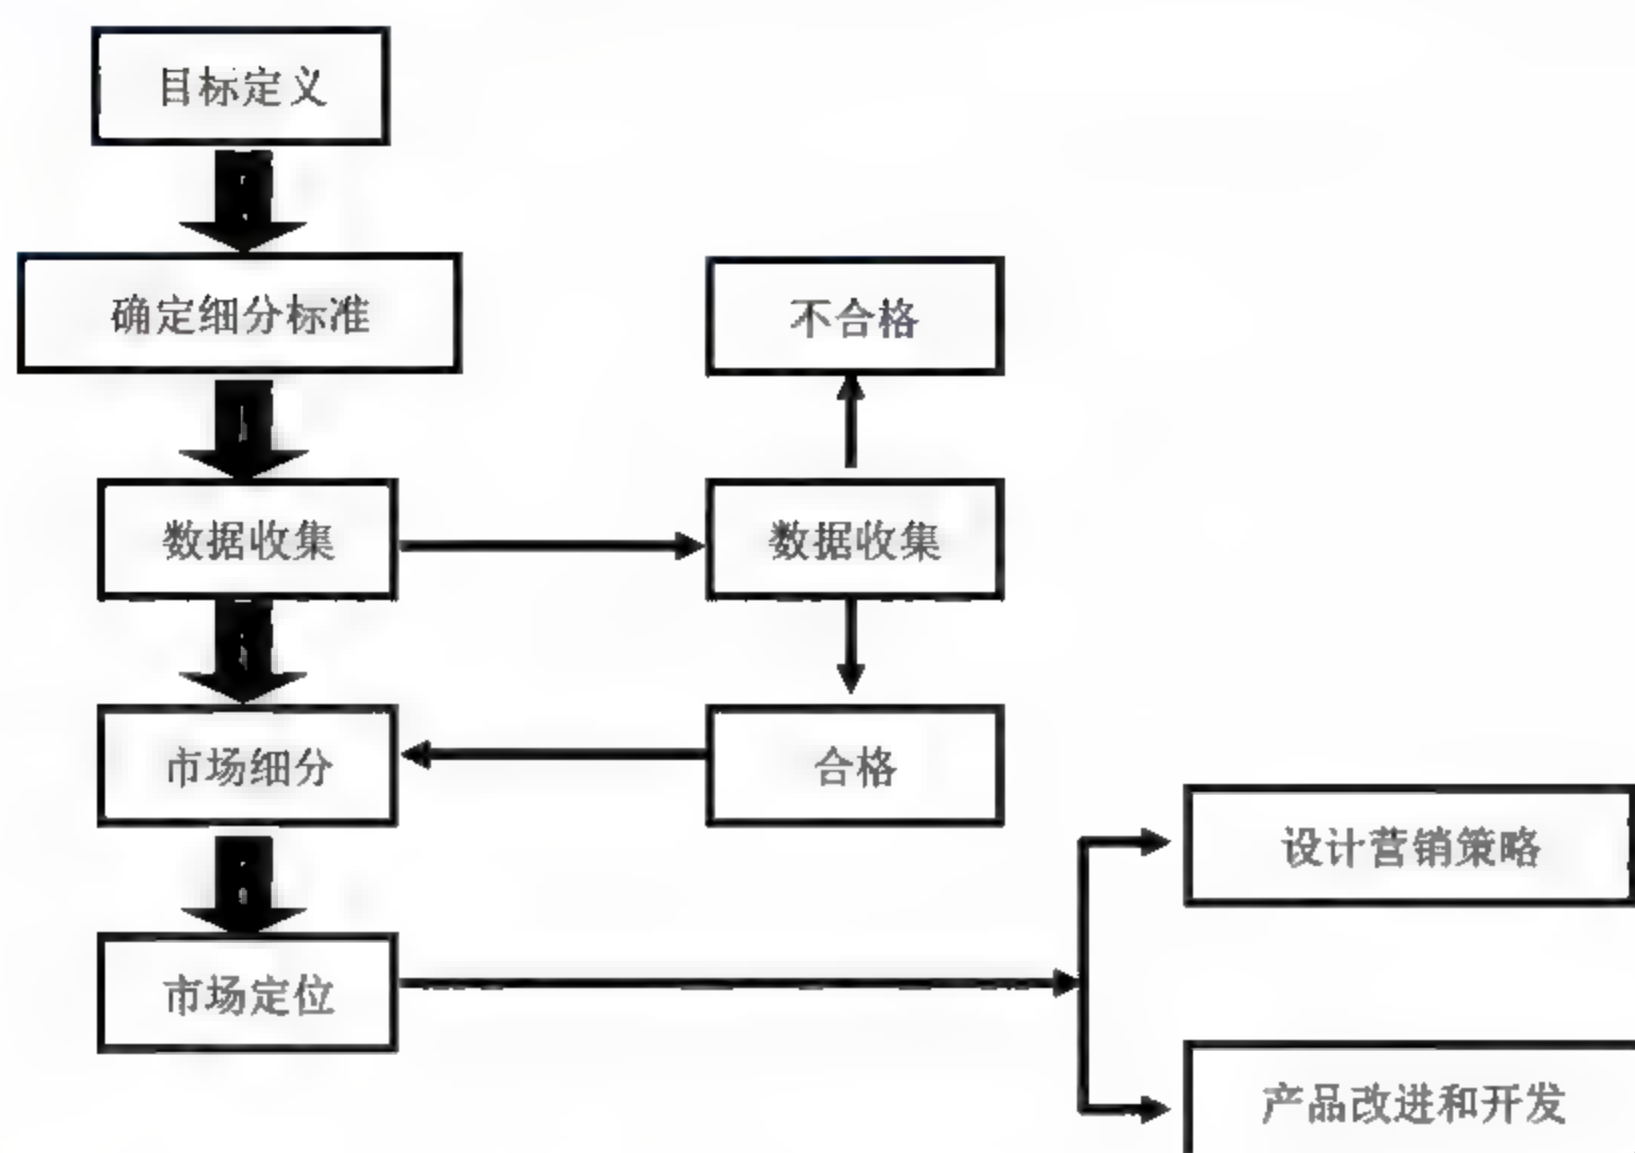 目标定义
确定细分标准
不合格
数据收集
数据收集
市场细分
合格
设计营销策略
市场定位
产品改进和开发